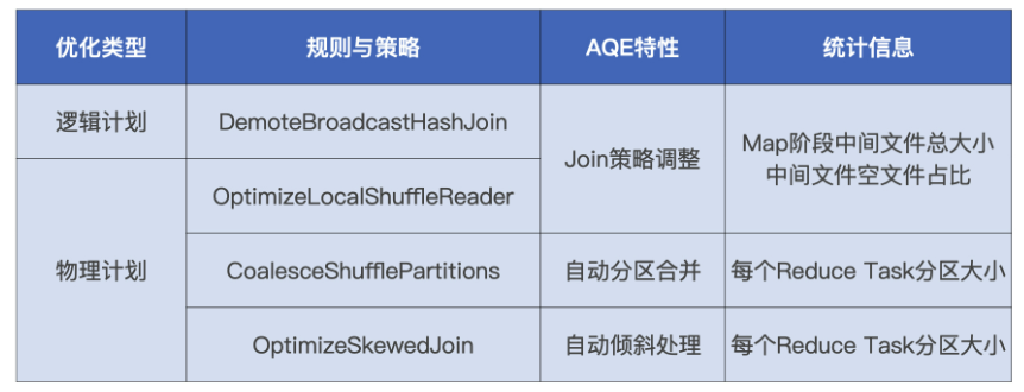 优化类型 规则与策略 AQE特性 统计信息
逻辑计划 DemoteBroadcastHashJoin Join策略调整 Map阶段中间文件总大小
中间文件空文件占比
物理计划 OptimizeLocalShuffleReader
CoalesceShufflePartitions 自动分区合并 每个Reduce Task分区大小
OptimizeSkewedJoin 自动倾斜处理 每个Reduce Task分区大小